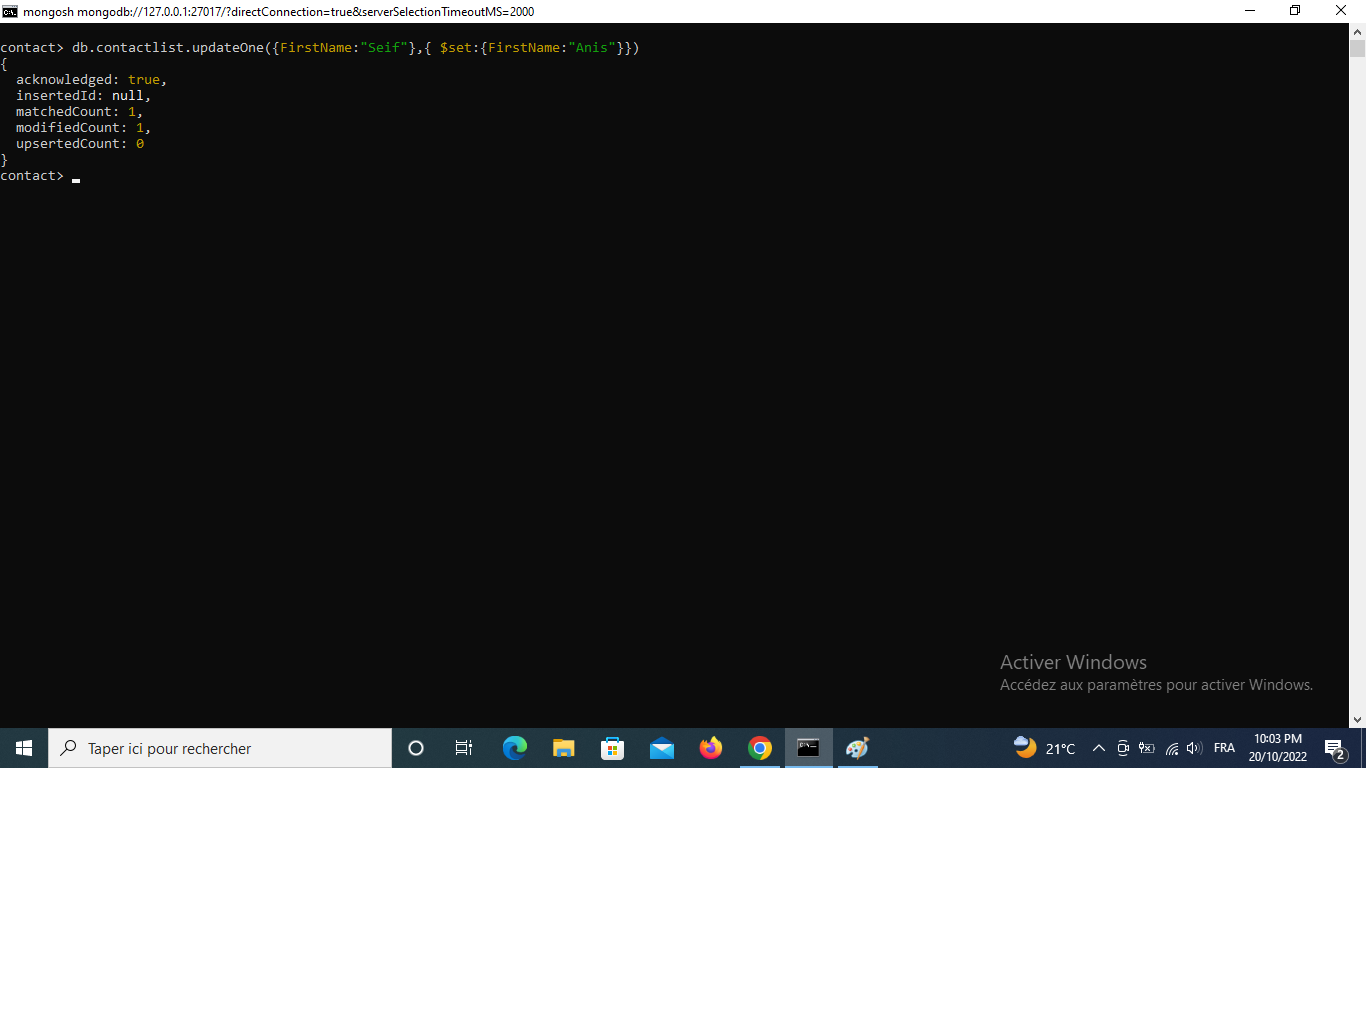 mongosh mongodb://127.0.0.1:27017/?directConnection=true&serverSelectionTimeoutMS=2000
contact> db.contactlist.updateOne({FirstName:"Seif"},{ $set:{FirstName:"Anis"}})
{
  acknowledged: true,
  insertedId: null,
  matchedCount: 1,
  modifiedCount: 1,
  upsertedCount: 0
}
contact>
Activer Windows
Accédez aux paramètres pour activer Windows.
Taper ici pour rechercher
21°C
FRA
10:03 PM
20/10/2022
2